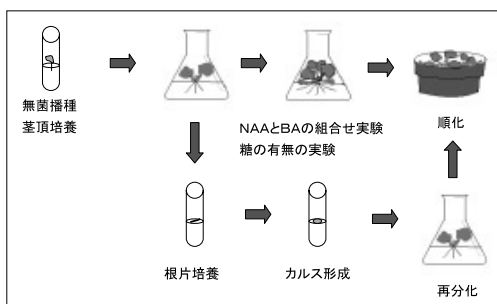 無菌播種
茎頂培養
NAAとBAの組合せ実験
糖の有無の実験
順化
根片培養
カルス形成
再分化